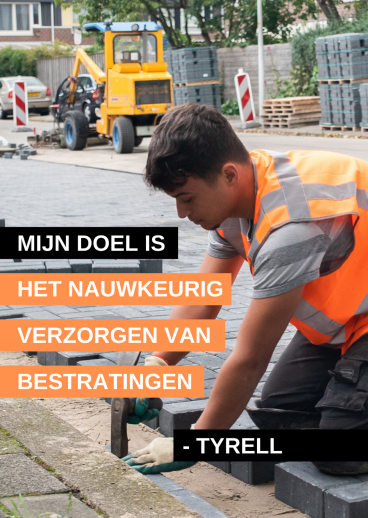 MIJN DOEL IS
HET NAUWKEURIG
VERZORGEN VAN
BESTRATINGEN
- TYRELL